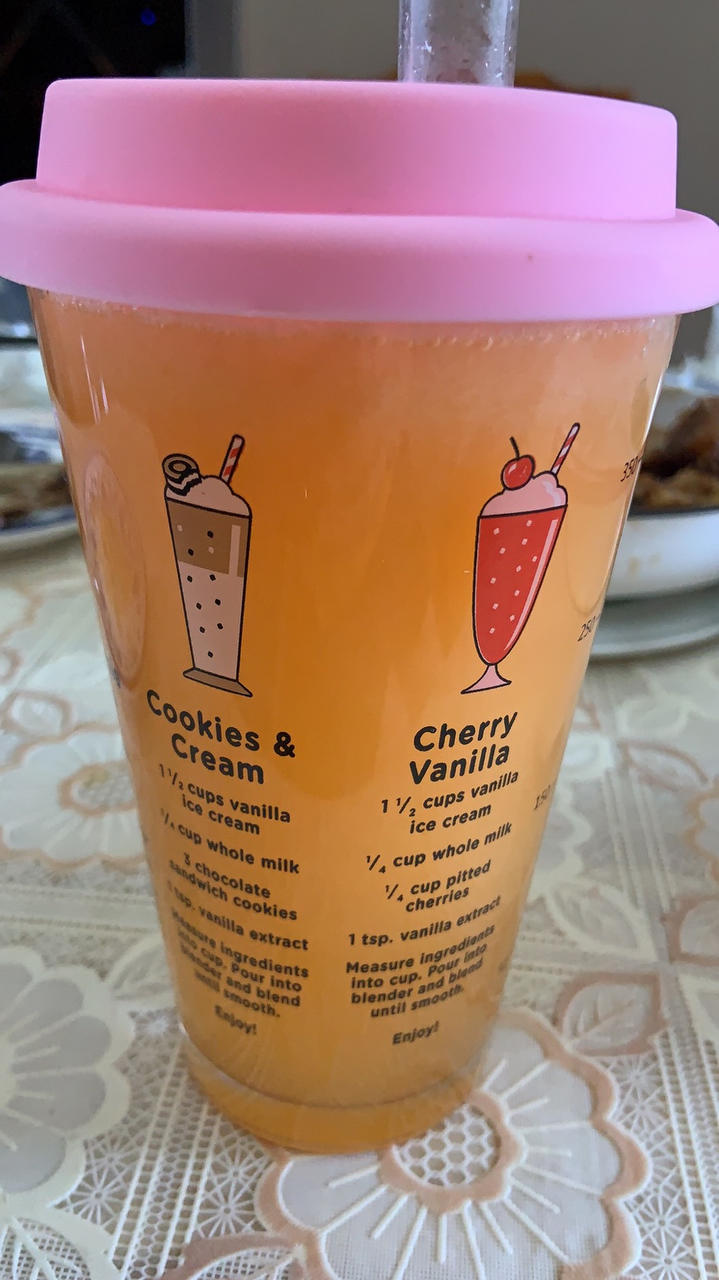 Cookies &
Cream
1 1/2 cups vanilla
ice cream
1/4 cup whole milk
3 chocolate
sandwich cookies
1 tsp. vanilla extract
Measure ingredients
into cup. Pour into
blender and blend
until smooth.
Enjoy!
Cherry
Vanilla
1 1/2 cups vanilla
ice cream
1/4 cup whole milk
1/4 cup pitted
cherries
1 tsp. vanilla extract
Measure ingredients
into cup. Pour into
blender and blend
until smooth.
Enjoy!
350
250
150